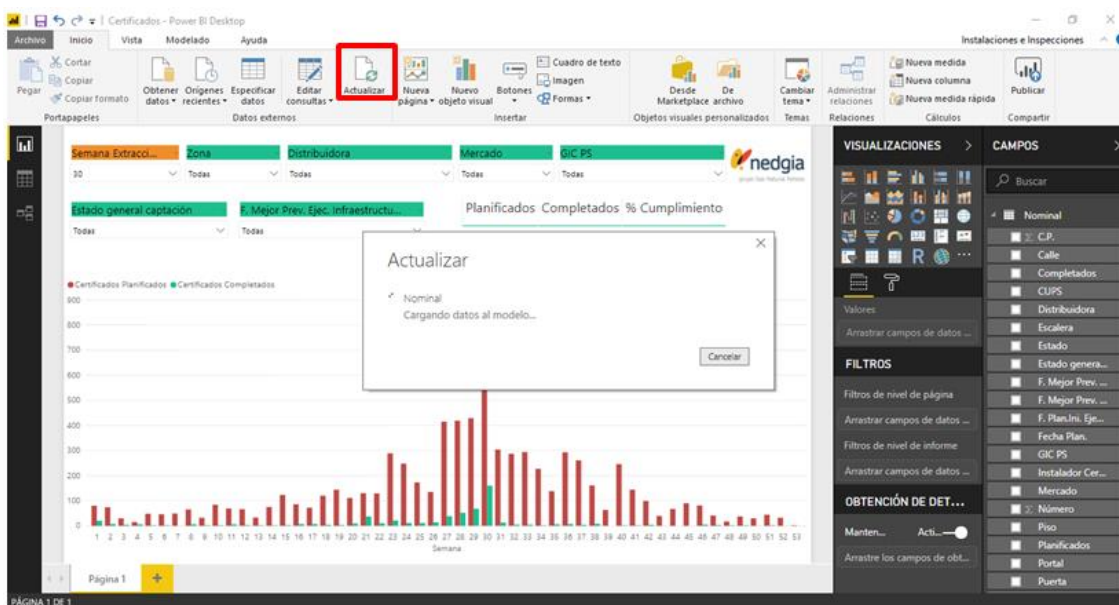 Certificados - Power BI Desktop
Archivo Inicio Vista Modelado Ayuda Instalaciones e Inspecciones
Pegar
Cortar
Copiar
Copiar formato
Portapapeles
Obtener datos
Orígenes recientes
Especificar datos
Editar consultas
Actualizar
Datos externos
Nueva página
Nuevo objeto visual
Botones
Cuadro de texto
Imagen
Formas
Insertar
Desde Marketplace
De archivo
Objetos visuales personalizados
Cambiar tema
Temas
Administrar relaciones
Relaciones
Nueva medida
Nueva columna
Nueva medida rápida
Cálculos
Publicar
Compartir
Semana Extracci... Zona Distribuidora Mercado GIC PS
30 Todas Todas Todas Todas
nedgia
Estado general captación F. Mejor Prev. Ejec. Infraestructu...
Todas Todas
Planificados Completados % Cumplimiento
Actualizar
Nominal
Cargando datos al modelo...
Cancelar
Certificados Planificados Certificados Completados
900
800
700
600
500
400
300
200
100
0
1 2 3 4 5 6 7 8 9 10 11 12 13 14 15 16 17 18 19 20 21 22 23 24 25 26 27 28 29 30 31 32 33 34 35 36 37 38 39 40 41 42 43 44 45 46 47 48 49 50 51 52 53
Semana
VISUALIZACIONES
R
Valores
Arrastrar campos de datos ...
FILTROS
Filtros de nivel de página
Arrastrar campos de datos ...
Filtros de nivel de informe
Arrastrar campos de datos ...
OBTENCIÓN DE DET...
Manten... Acti...
Arrastre los campos de obt...
CAMPOS
Buscar
Nominal
C.P.
Calle
Completados
CUPS
Distribuidora
Escalera
Estado
Estado genera...
F. Mejor Prev. ...
F. Mejor Prev. ...
F. Plan.Ini. Eje...
Fecha Plan.
GIC PS
Instalador Cer...
Mercado
Número
Piso
Planificados
Portal
Puerta
Página 1
PÁGINA 1 DE 1